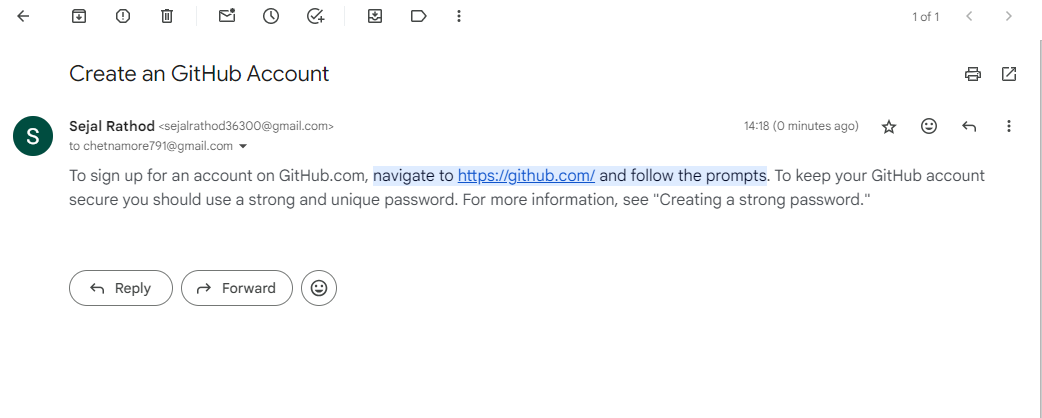 1 of 1
Create an GitHub Account
S
Sejal Rathod <sejalrathod36300@gmail.com>
14:18 (0 minutes ago)
to chetnamore791@gmail.com
To sign up for an account on GitHub.com, navigate to https://github.com/ and follow the prompts. To keep your GitHub account
secure you should use a strong and unique password. For more information, see "Creating a strong password."
Reply
Forward